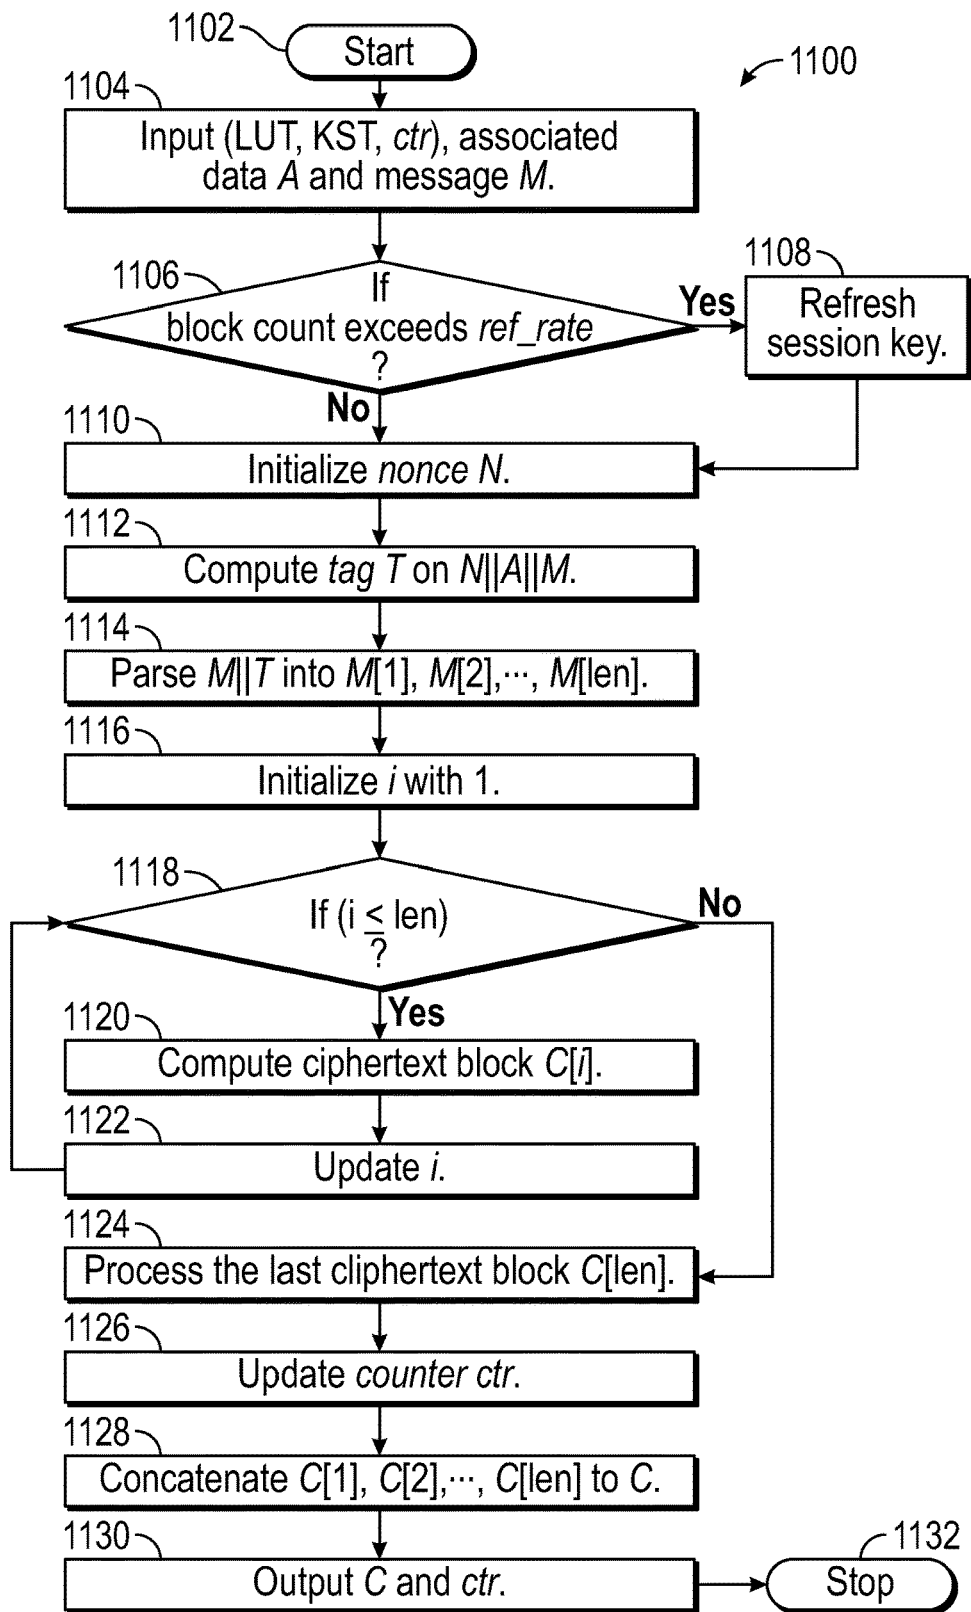 1102
Start
1100
1104
Input (LUT, KST, ctr), associated
data A and message M.
1106
If
block count exceeds ref_rate
?
Yes
1108
Refresh
session key.
No
1110
Initialize nonce N.
1112
Compute tag T on N||A||M.
1114
Parse M||T into M[1], M[2],···, M[len].
1116
Initialize i with 1.
1118
If (i ≤ len)
?
No
Yes
1120
Compute ciphertext block C[i].
1122
Update i.
1124
Process the last cliphertext block C[len].
1126
Update counter ctr.
1128
Concatenate C[1], C[2],···, C[len] to C.
1130
Output C and ctr.
1132
Stop